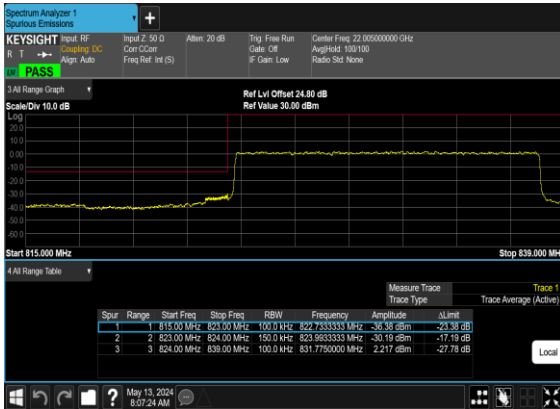 Spectrum Analyzer 1
Spurious Emissions
KEYSIGHT Input: RF Input Z: 50 Ω Atten: 20 dB Trig: Free Run Center Freq: 22.005000000 GHz
R T Coupling: DC Corr CCorr Gate: Off Avg|Hold: 100/100
Align: Auto Freq Ref: Int (S) IF Gain: Low Radio Std: None
PASS
3 All Range Graph
Ref Lvl Offset 24.80 dB
Scale/Div 10.0 dB Ref Value 30.00 dBm
Log
20.0
10.0
0.00
-10.0
-20.0
-30.0
-40.0
-50.0
-60.0
Start 815.000 MHz Stop 839.000 MH
4 All Range Table
Measure Trace Trace 1
Trace Type Trace Average (Active)
Spur Range Start Freq Stop Freq RBW Frequency Amplitude ΔLimit
1 1 815.00 MHz 823.00 MHz 100.0 kHz 822.7333333 MHz -36.38 dBm -23.38 dB
2 2 823.00 MHz 824.00 MHz 150.0 kHz 823.9933333 MHz -30.19 dBm -17.19 dB
3 3 824.00 MHz 839.00 MHz 100.0 kHz 831.7750000 MHz 2.217 dBm -27.78 dB
Local
May 13, 2024
8:07:24 AM